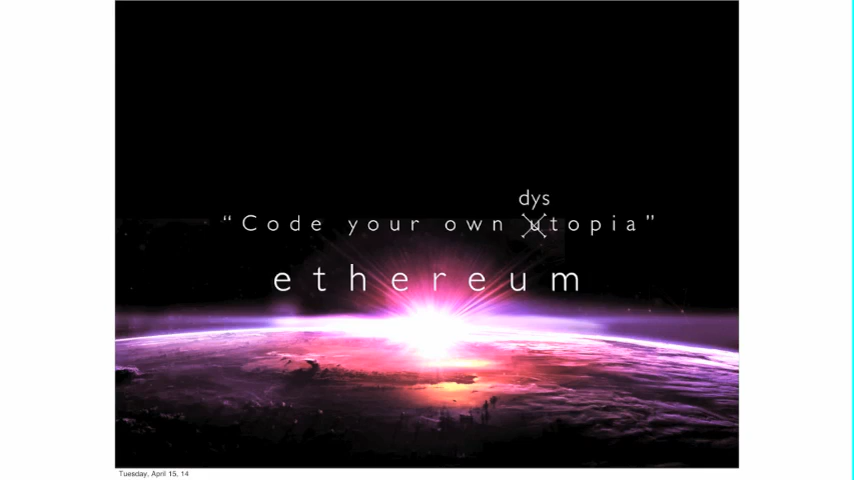 dys
“Code your own utopia”
ethereum
Tuesday, April 15, 14